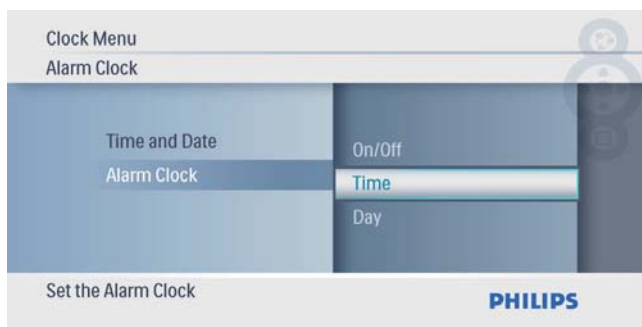 Clock Menu
Alarm Clock
Time and Date
Alarm Clock
On/Off
Time
Day
Set the Alarm Clock
PHILIPS